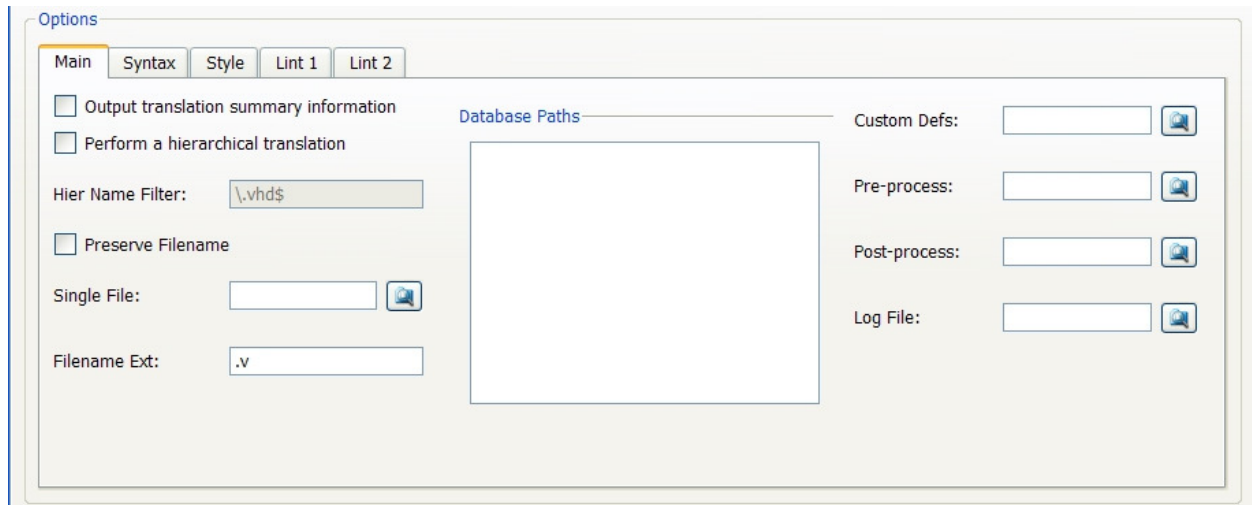 Options
Main Syntax Style Lint 1 Lint 2
Output translation summary information
Perform a hierarchical translation
Hier Name Filter: \.vhd$
Preserve Filename
Single File:
Filename Ext: .v
Database Paths
Custom Defs:
Pre-process:
Post-process:
Log File: